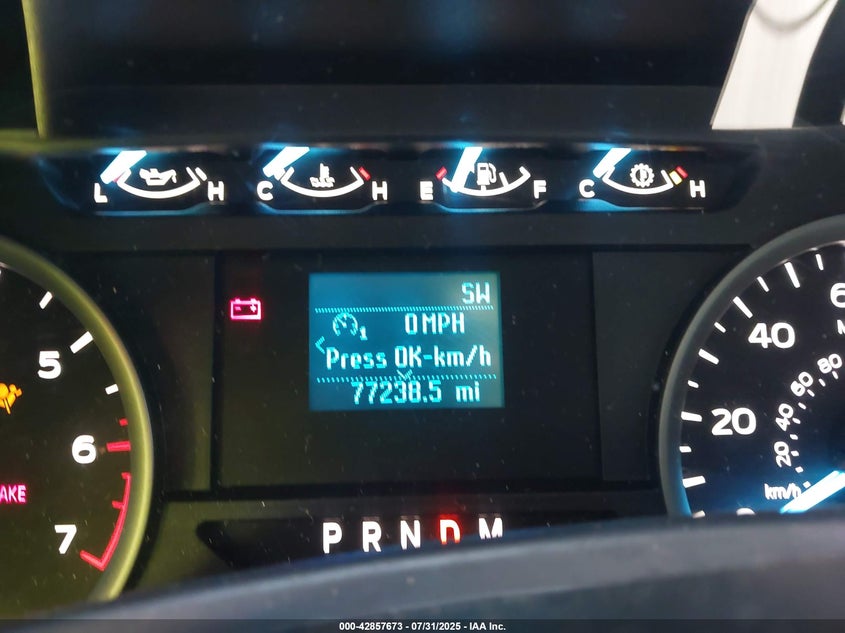 L H C H E F C H
SW
0 MPH
Press OK-km/h
77238.5 mi
5
6
7
AKE
40
20
80
60
40
20
km/h
P R N D M
000-42857673 / 07/31/2025 - IAA Inc.